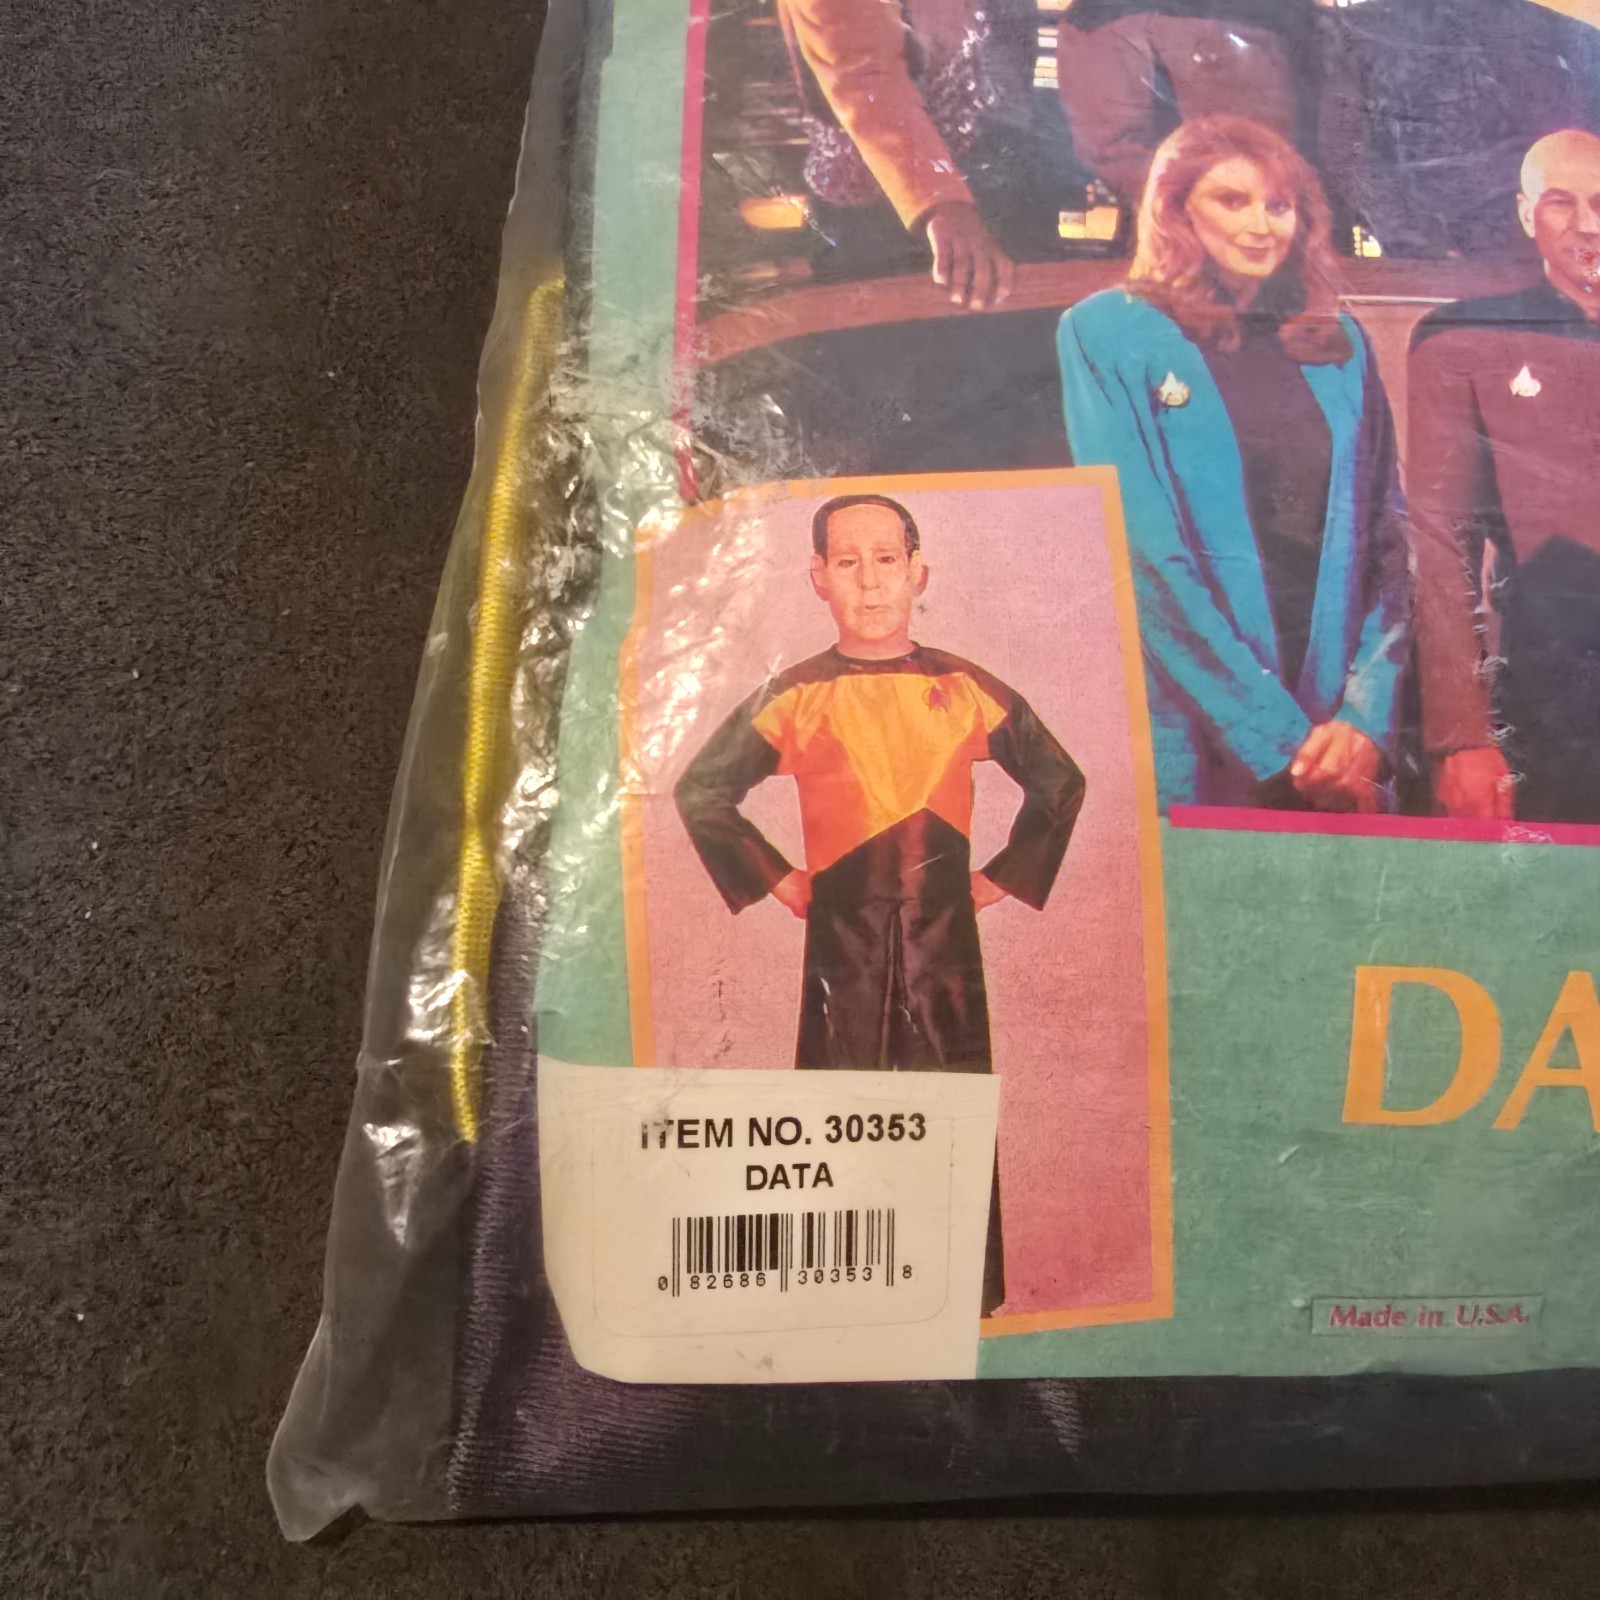 DA
ITEM NO. 30353
DATA
0 82686 30353 8
Made in U.S.A.